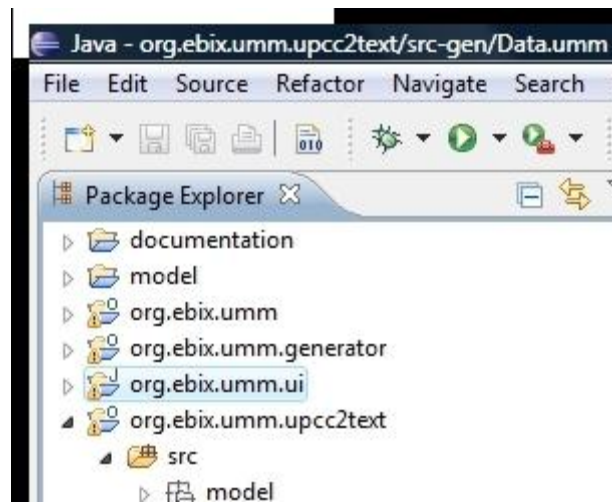 Java - org.ebix.umm.upcc2text/src-gen/Data.umm
File Edit Source Refactor Navigate Search
010
Package Explorer
documentation
model
org.ebix.umm
org.ebix.umm.generator
org.ebix.umm.ui
org.ebix.umm.upcc2text
src
model